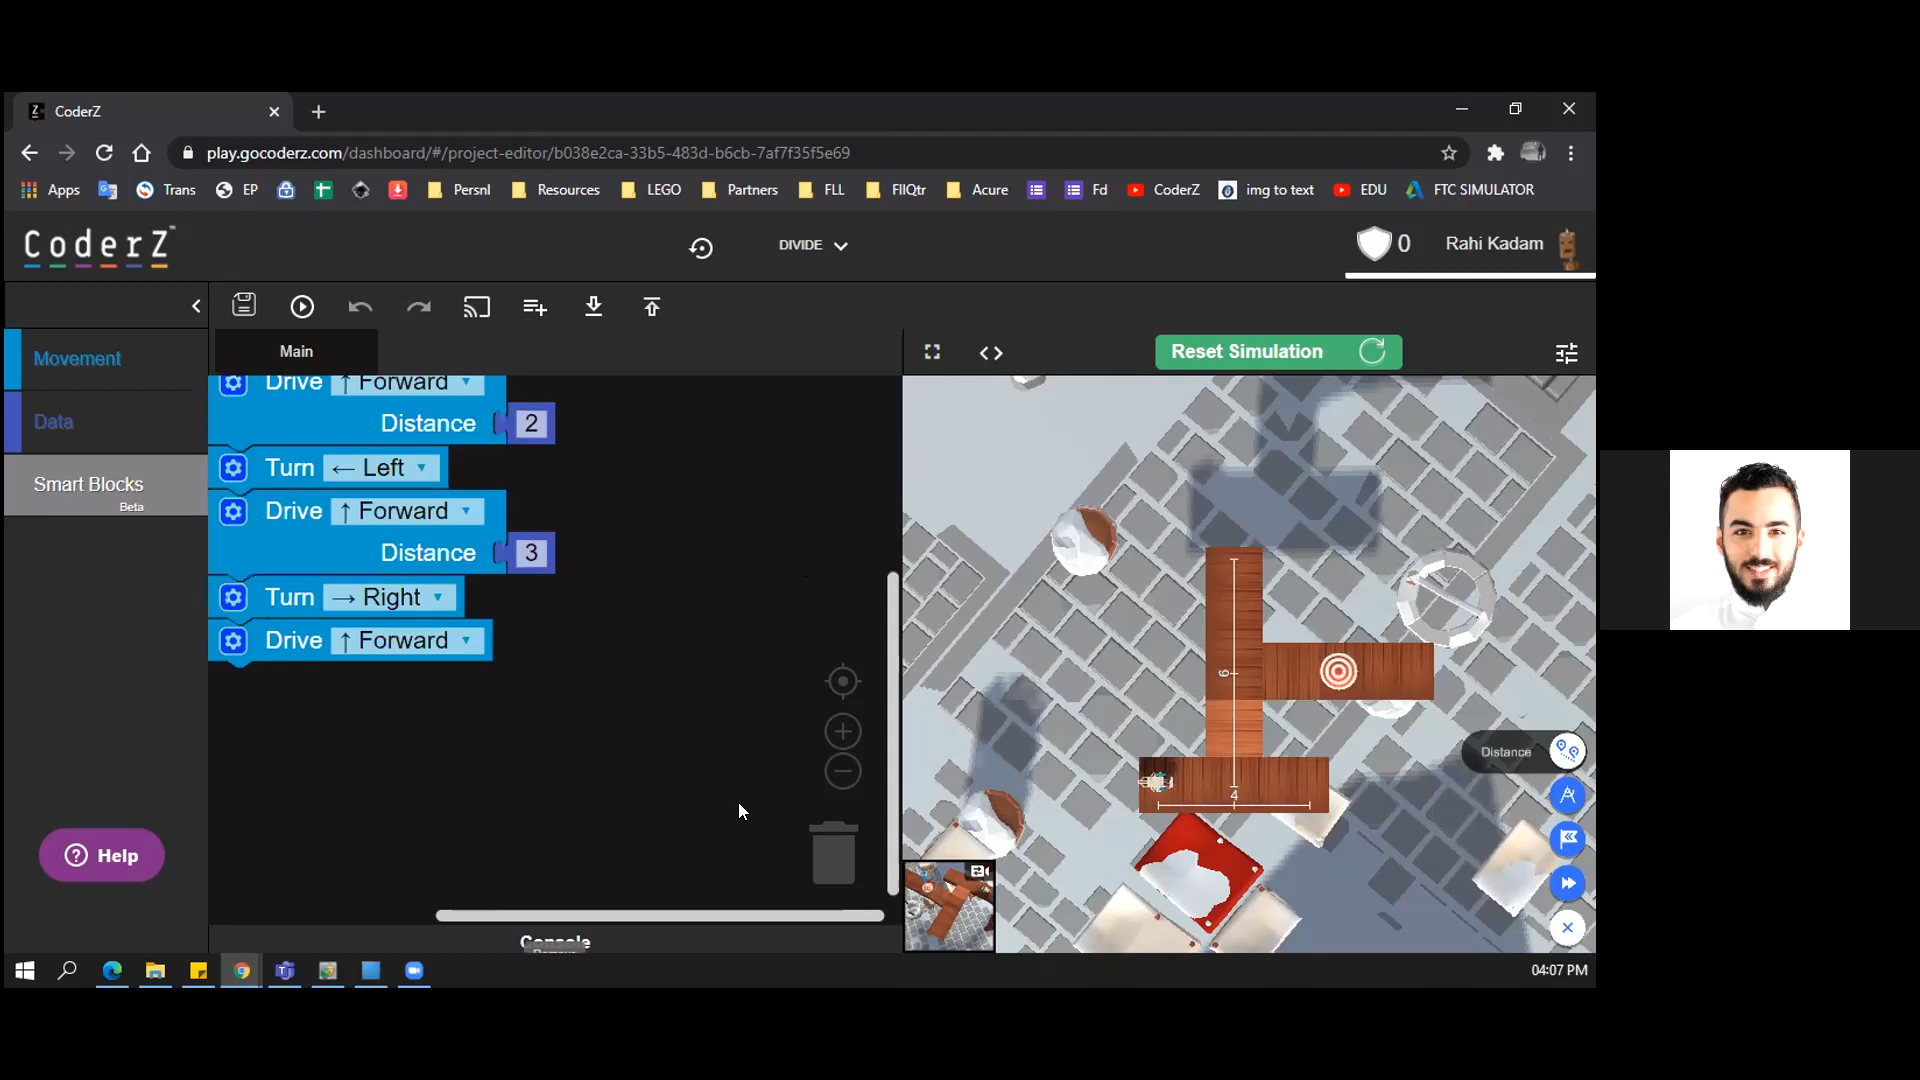 CoderZ
play.gocoderz.com/dashboard/#/project-editor/b038e2ca-33b5-483d-b6cb-7af7f35f5e69
Apps Trans EP Persnl Resources LEGO Partners FLL FllQtr Acure Fd CoderZ img to text EDU FTC SIMULATOR
CoderZ DIVIDE 0 Rahi Kadam
Main
Reset Simulation
Movement
Data
Smart Blocks
Beta
Drive ↑ Forward
Distance 2
Turn ← Left
Drive ↑ Forward
Distance 3
Turn → Right
Drive ↑ Forward
6
4
Distance
Help
Console
04:07 PM